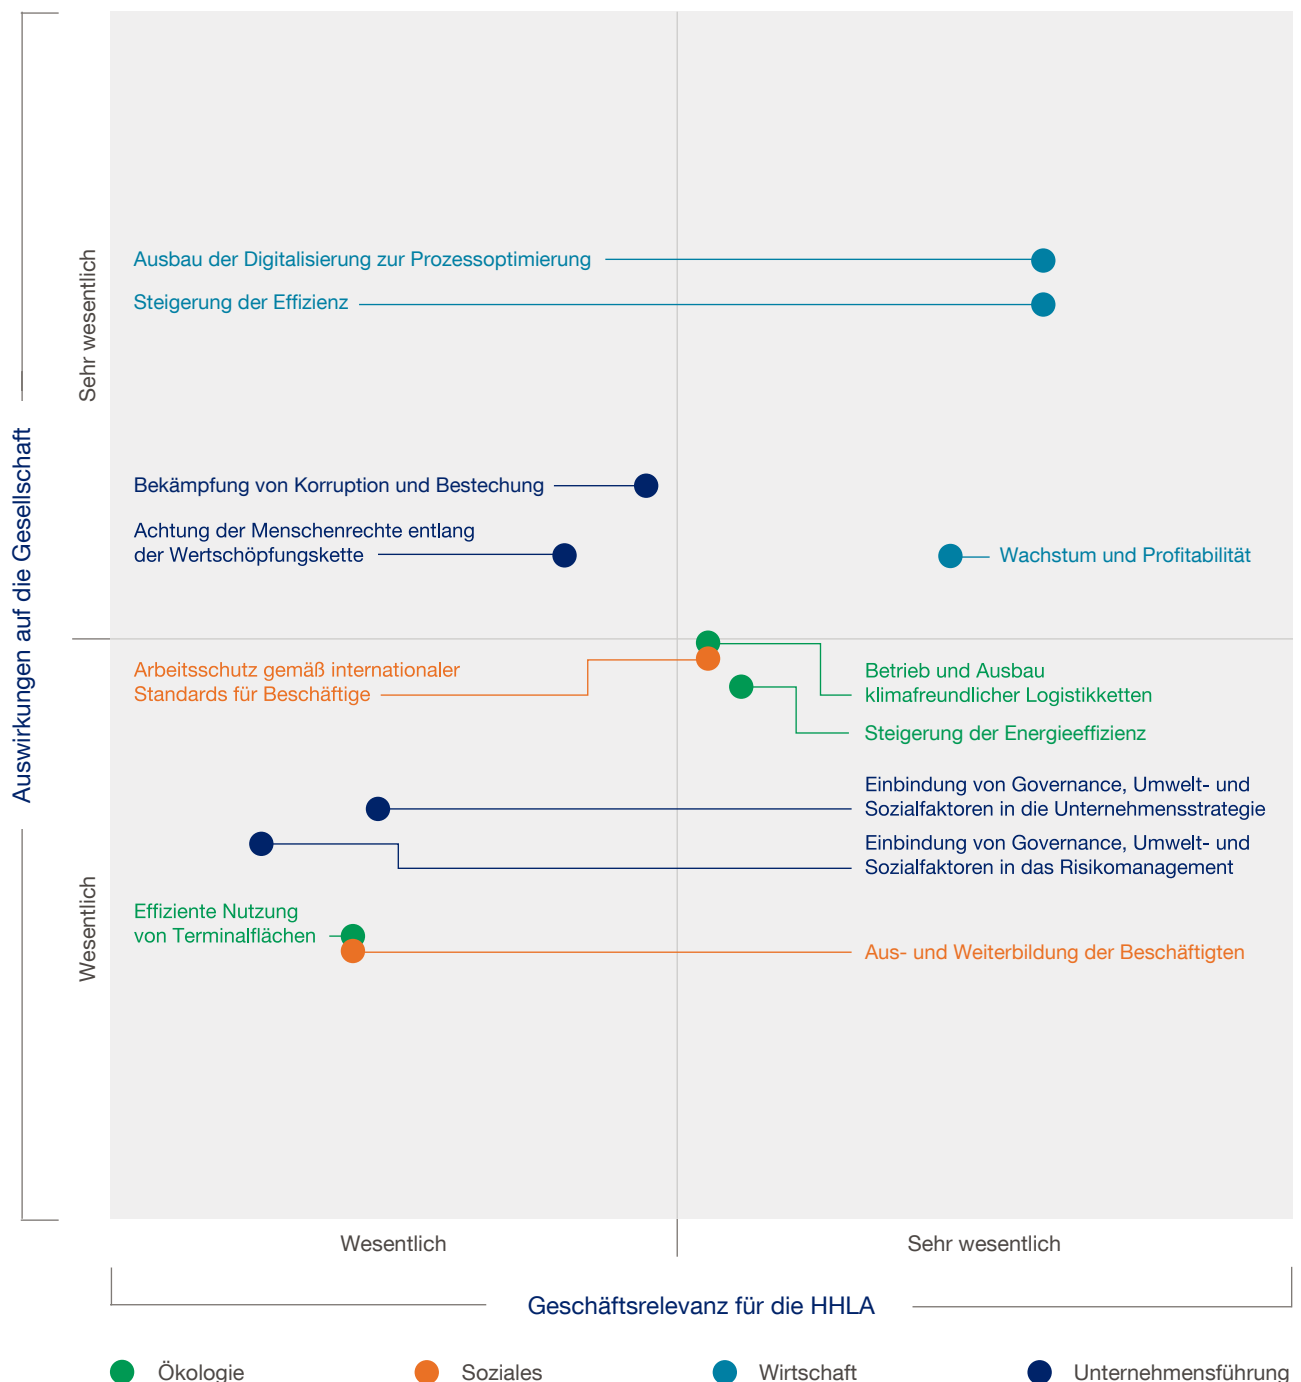 Auswirkungen auf die Gesellschaft
Sehr wesentlich
Wesentlich
Ausbau der Digitalisierung zur Prozessoptimierung
Steigerung der Effizienz
Bekämpfung von Korruption und Bestechung
Achtung der Menschenrechte entlang
der Wertschöpfungskette
Wachstum und Profitabilität
Arbeitsschutz gemäß internationaler
Standards für Beschäftige
Betrieb und Ausbau
klimafreundlicher Logistikketten
Steigerung der Energieeffizienz
Einbindung von Governance, Umwelt- und
Sozialfaktoren in die Unternehmensstrategie
Einbindung von Governance, Umwelt- und
Sozialfaktoren in das Risikomanagement
Effiziente Nutzung
von Terminalflächen
Aus- und Weiterbildung der Beschäftigten
Wesentlich
Sehr wesentlich
Geschäftsrelevanz für die HHLA
Ökologie
Soziales
Wirtschaft
Unternehmensführung